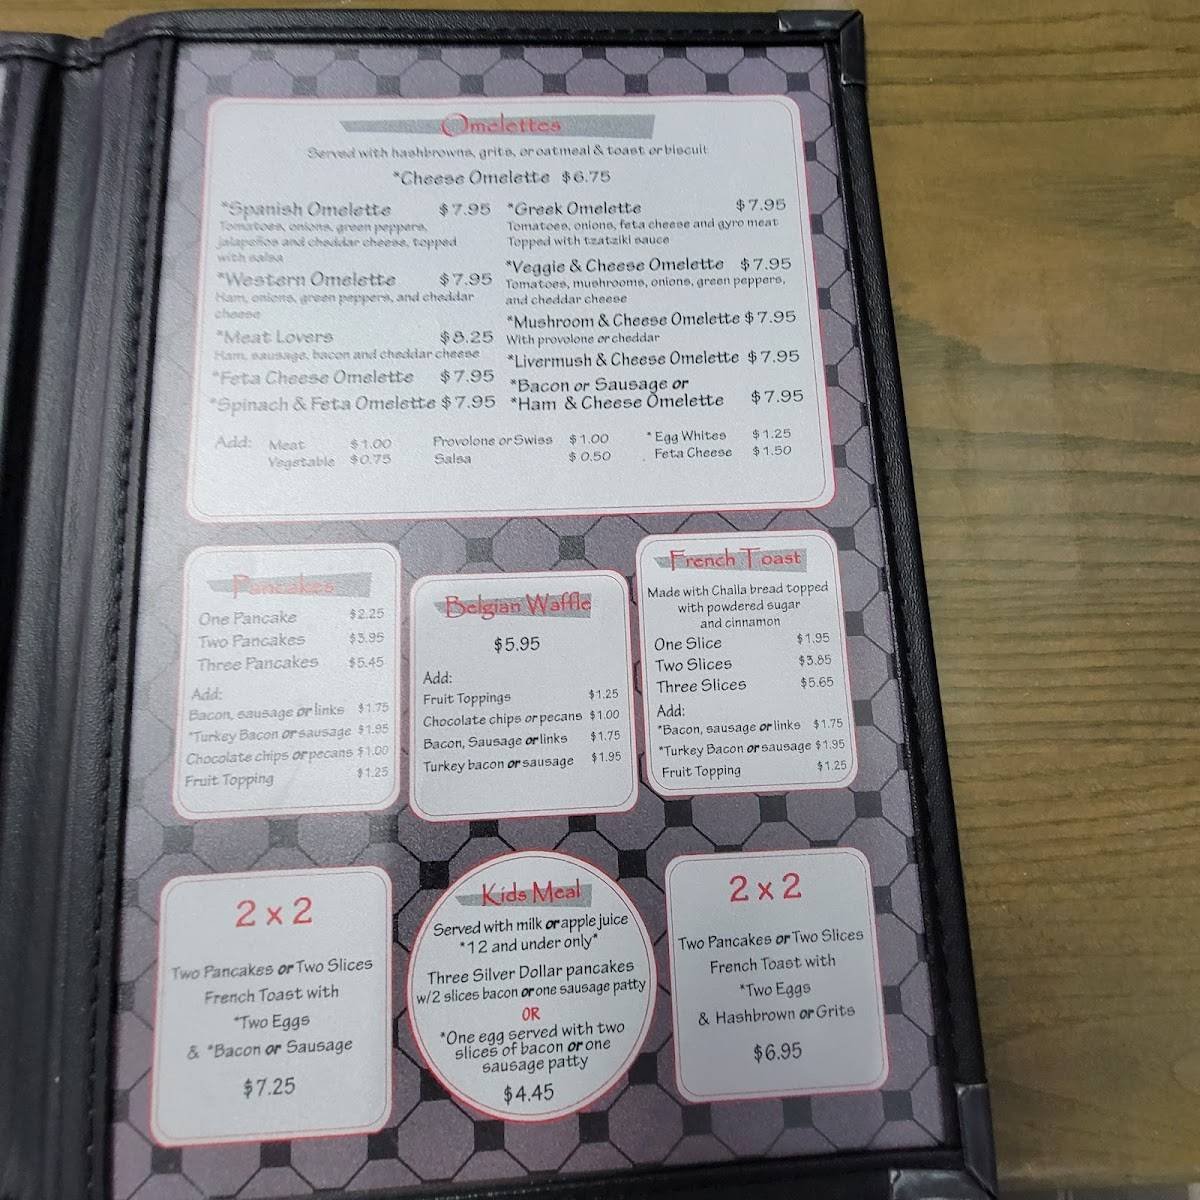 Omelettes
Served with hashbrowns, grits, or oatmeal & toast or biscuit
*Cheese Omelette $6.75
*Spanish Omelette $7.95
Tomatoes, onions, green peppers,
jalapeños and cheddar cheese, topped
with salsa
*Western Omelette $7.95
Ham, onions, green peppers, and cheddar
cheese
*Meat Lovers $8.25
Ham, sausage, bacon and cheddar cheese
*Feta Cheese Omelette $7.95
*Spinach & Feta Omelette $7.95
*Greek Omelette $7.95
Tomatoes, onions, feta cheese and gyro meat
Topped with tzatziki sauce
*Veggie & Cheese Omelette $7.95
Tomatoes, mushrooms, onions, green peppers,
and cheddar cheese
*Mushroom & Cheese Omelette $7.95
With provolone or cheddar
*Livermush & Cheese Omelette $7.95
*Bacon or Sausage or
*Ham & Cheese Omelette $7.95
Add: Meat $1.00 Provolone or Swiss $1.00 *Egg Whites $1.25
Vegetable $0.75 Salsa $0.50 Feta Cheese $1.50
Pancakes
One Pancake $2.25
Two Pancakes $3.95
Three Pancakes $5.45
Add:
Bacon, sausage or links $1.75
*Turkey Bacon or sausage $1.95
Chocolate chips or pecans $1.00
Fruit Topping $1.25
Belgian Waffle
$5.95
Add:
Fruit Toppings $1.25
Chocolate chips or pecans $1.00
Bacon, Sausage or links $1.75
Turkey bacon or sausage $1.95
French Toast
Made with Challa bread topped
with powdered sugar
and cinnamon
One Slice $1.95
Two Slices $3.85
Three Slices $5.65
Add:
*Bacon, sausage or links $1.75
*Turkey Bacon or sausage $1.95
Fruit Topping $1.25
2 x 2
Two Pancakes or Two Slices
French Toast with
*Two Eggs
& *Bacon or Sausage
$7.25
Kids Meal
Served with milk or apple juice
*12 and under only*
Three Silver Dollar pancakes
w/2 slices bacon or one sausage patty
OR
*One egg served with two
slices of bacon or one
sausage patty
$4.45
2 x 2
Two Pancakes or Two Slices
French Toast with
*Two Eggs
& Hashbrown or Grits
$6.95